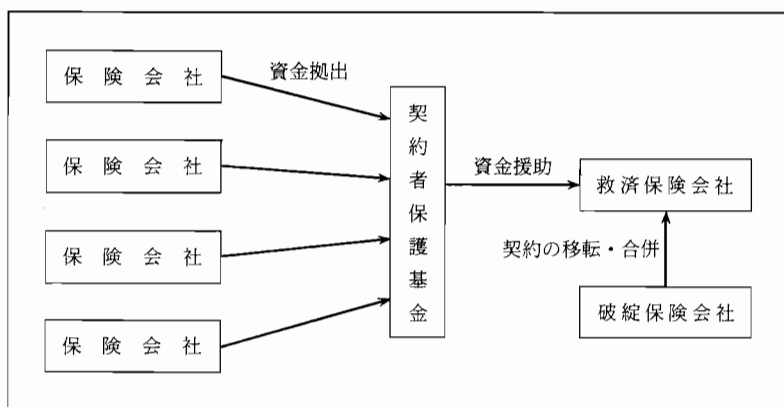 保険会社
資金拠出
保険会社
保険会社
保険会社
契約者保護基金
資金援助
救済保険会社
契約の移転・合併
破綻保険会社